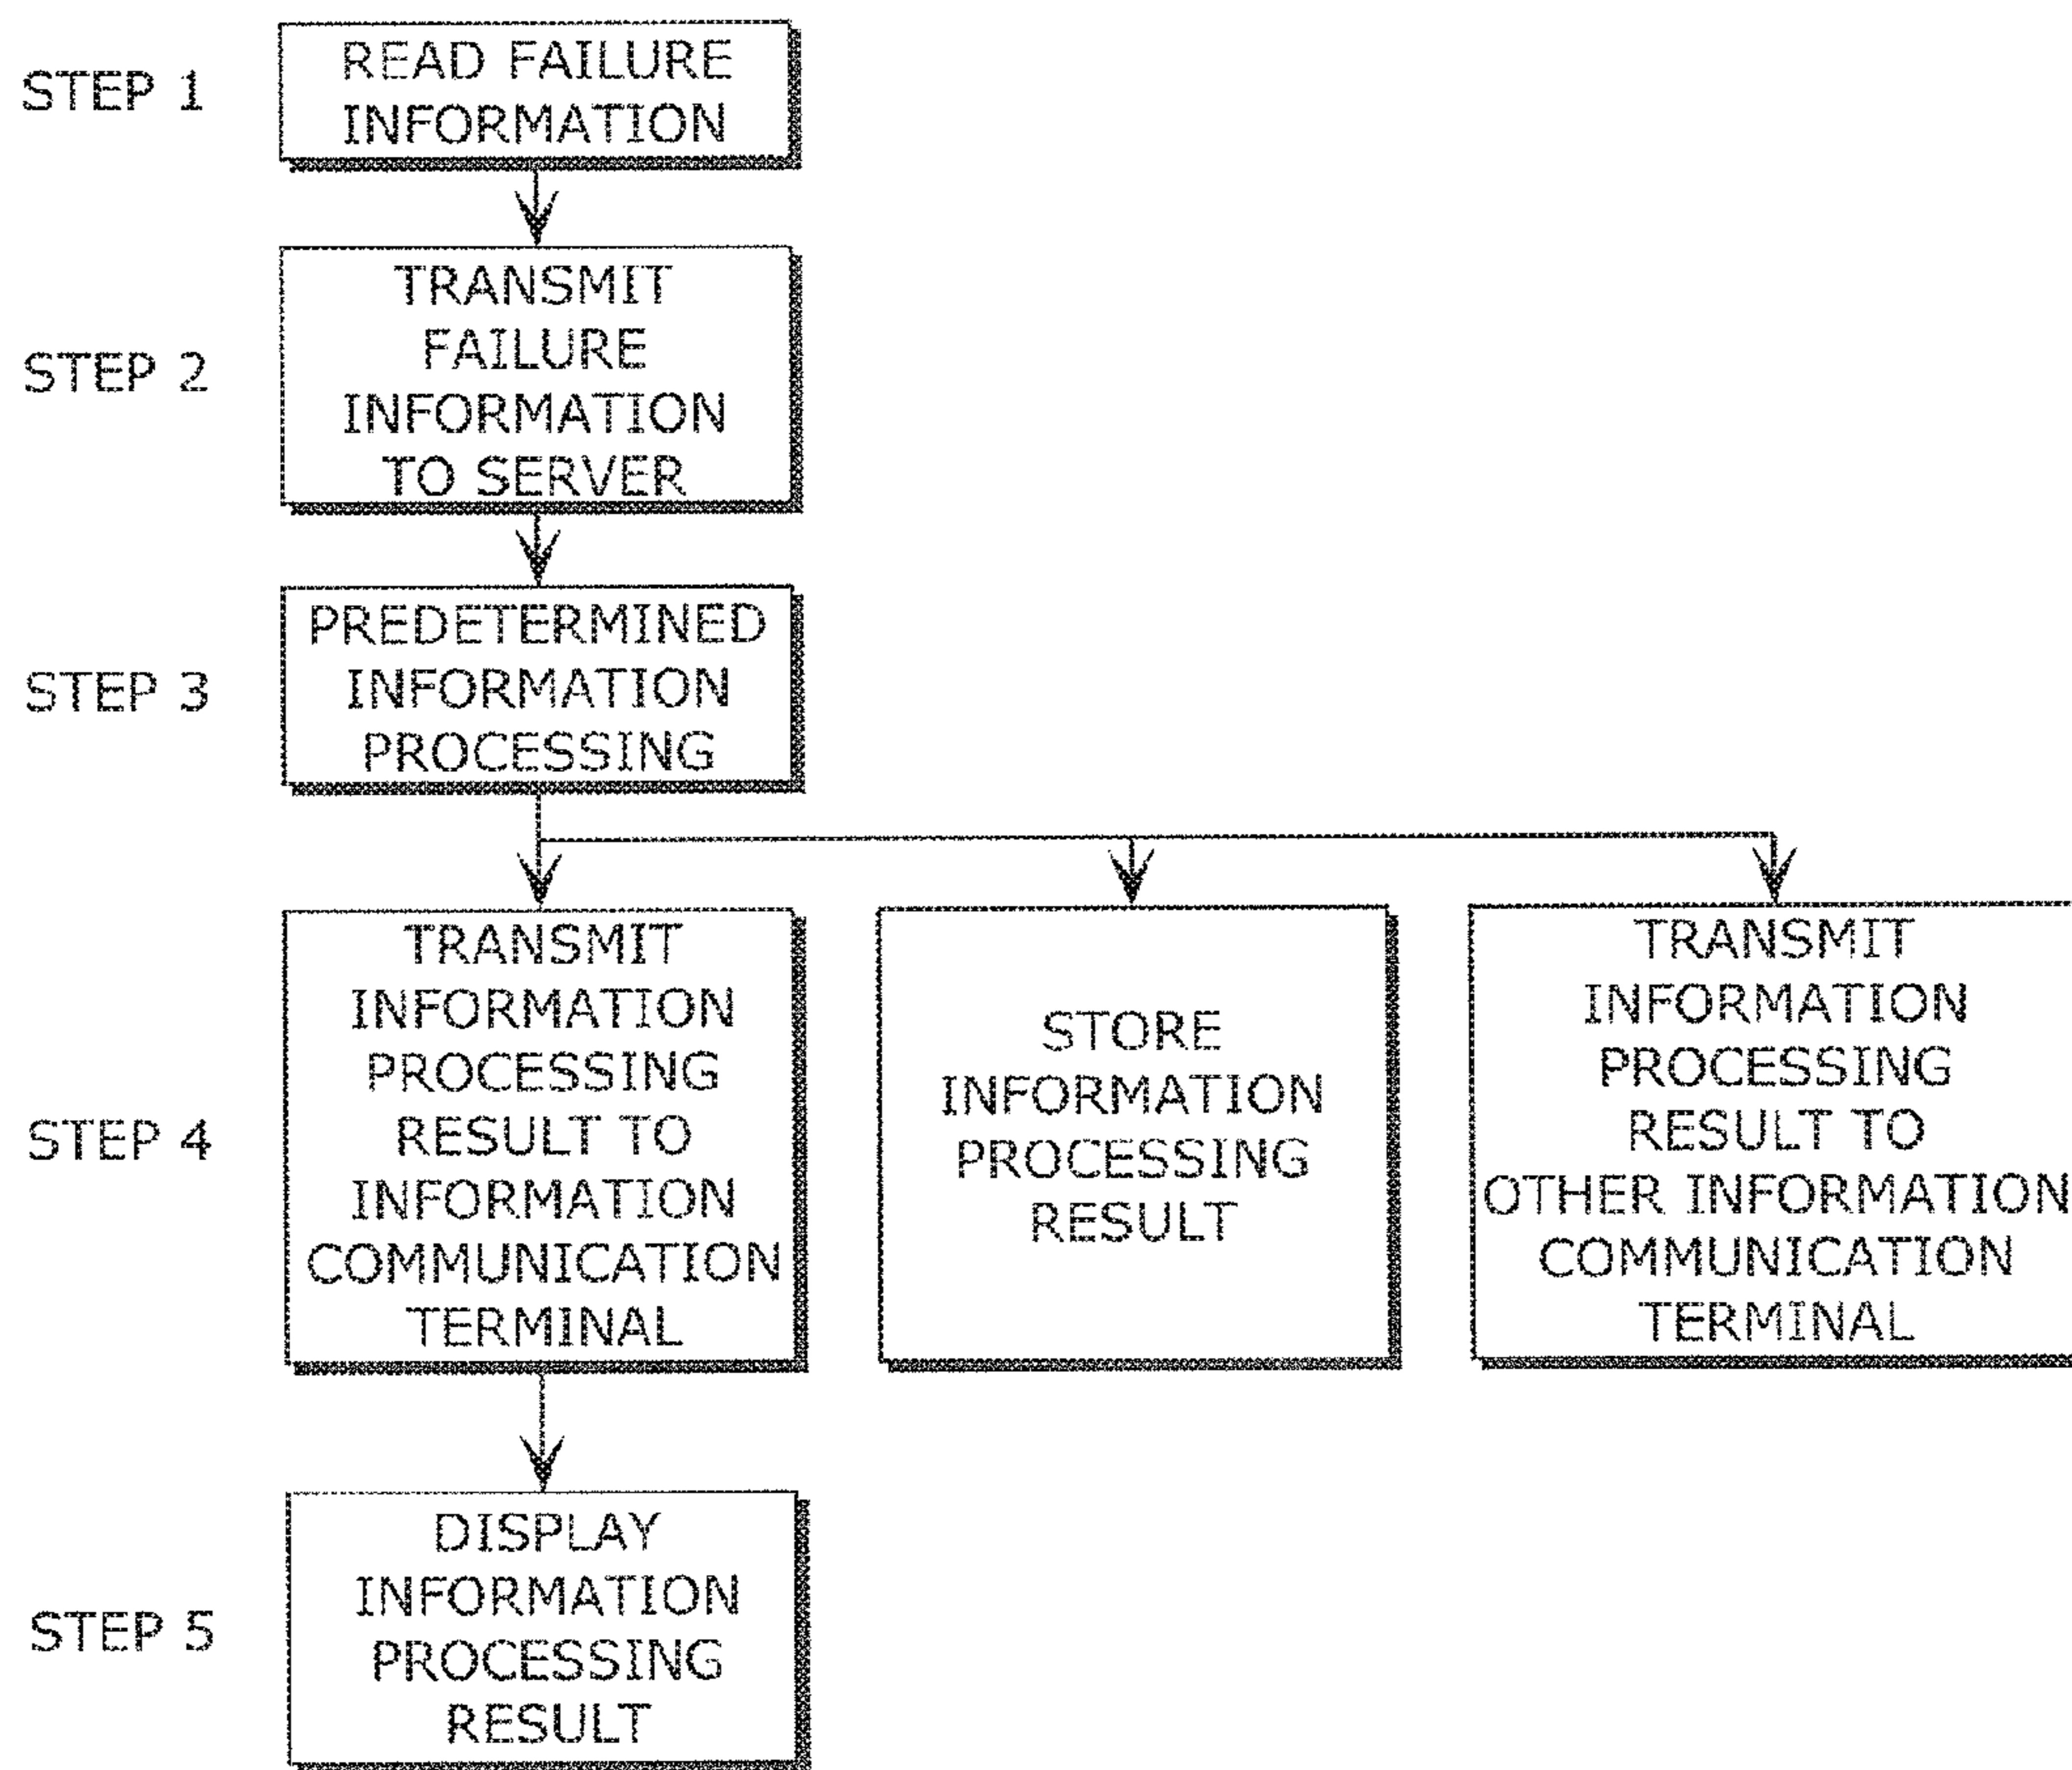 STEP 1
READ FAILURE
INFORMATION
STEP 2
TRANSMIT
FAILURE
INFORMATION
TO SERVER
STEP 3
PREDETERMINED
INFORMATION
PROCESSING
STEP 4
TRANSMIT
INFORMATION
PROCESSING
RESULT TO
INFORMATION
COMMUNICATION
TERMINAL
STORE
INFORMATION
PROCESSING
RESULT
TRANSMIT
INFORMATION
PROCESSING
RESULT TO
OTHER INFORMATION
COMMUNICATION
TERMINAL
STEP 5
DISPLAY
INFORMATION
PROCESSING
RESULT